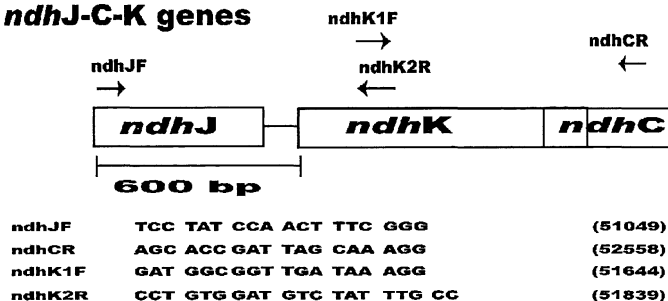 ndhJ-C-K genes
ndhK1F
ndhCR
ndhJF
ndhK2R
ndhJ ndhK ndhC
600 bp
ndhJF TCC TAT CCA ACT TTC GGG (51049)
ndhCR AGC ACC GAT TAG CAA AGG (52558)
ndhK1F GAT GGC GGT TGA TAA AGG (51644)
ndhK2R CCT GTG GAT GTC TAT TTG CC (51839)